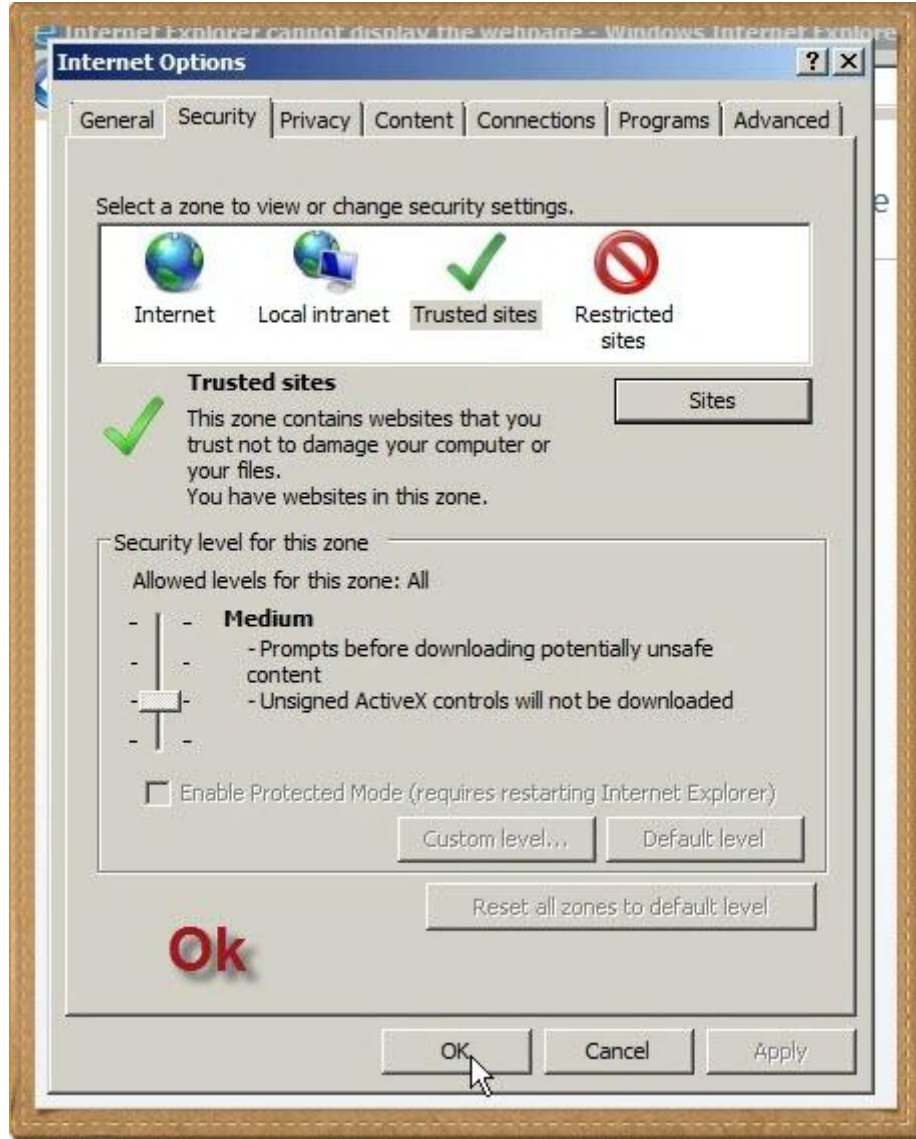 Internet Explorer cannot display the webpage - Windows Internet Explore
Internet Options
General Security Privacy Content Connections Programs Advanced
Select a zone to view or change security settings.
Internet Local intranet Trusted sites Restricted sites
Trusted sites
Sites
This zone contains websites that you
trust not to damage your computer or
your files.
You have websites in this zone.
Security level for this zone
Allowed levels for this zone: All
Medium
- Prompts before downloading potentially unsafe
content
- Unsigned ActiveX controls will not be downloaded
Enable Protected Mode (requires restarting Internet Explorer)
Custom level... Default level
Reset all zones to default level
Ok
OK Cancel Apply